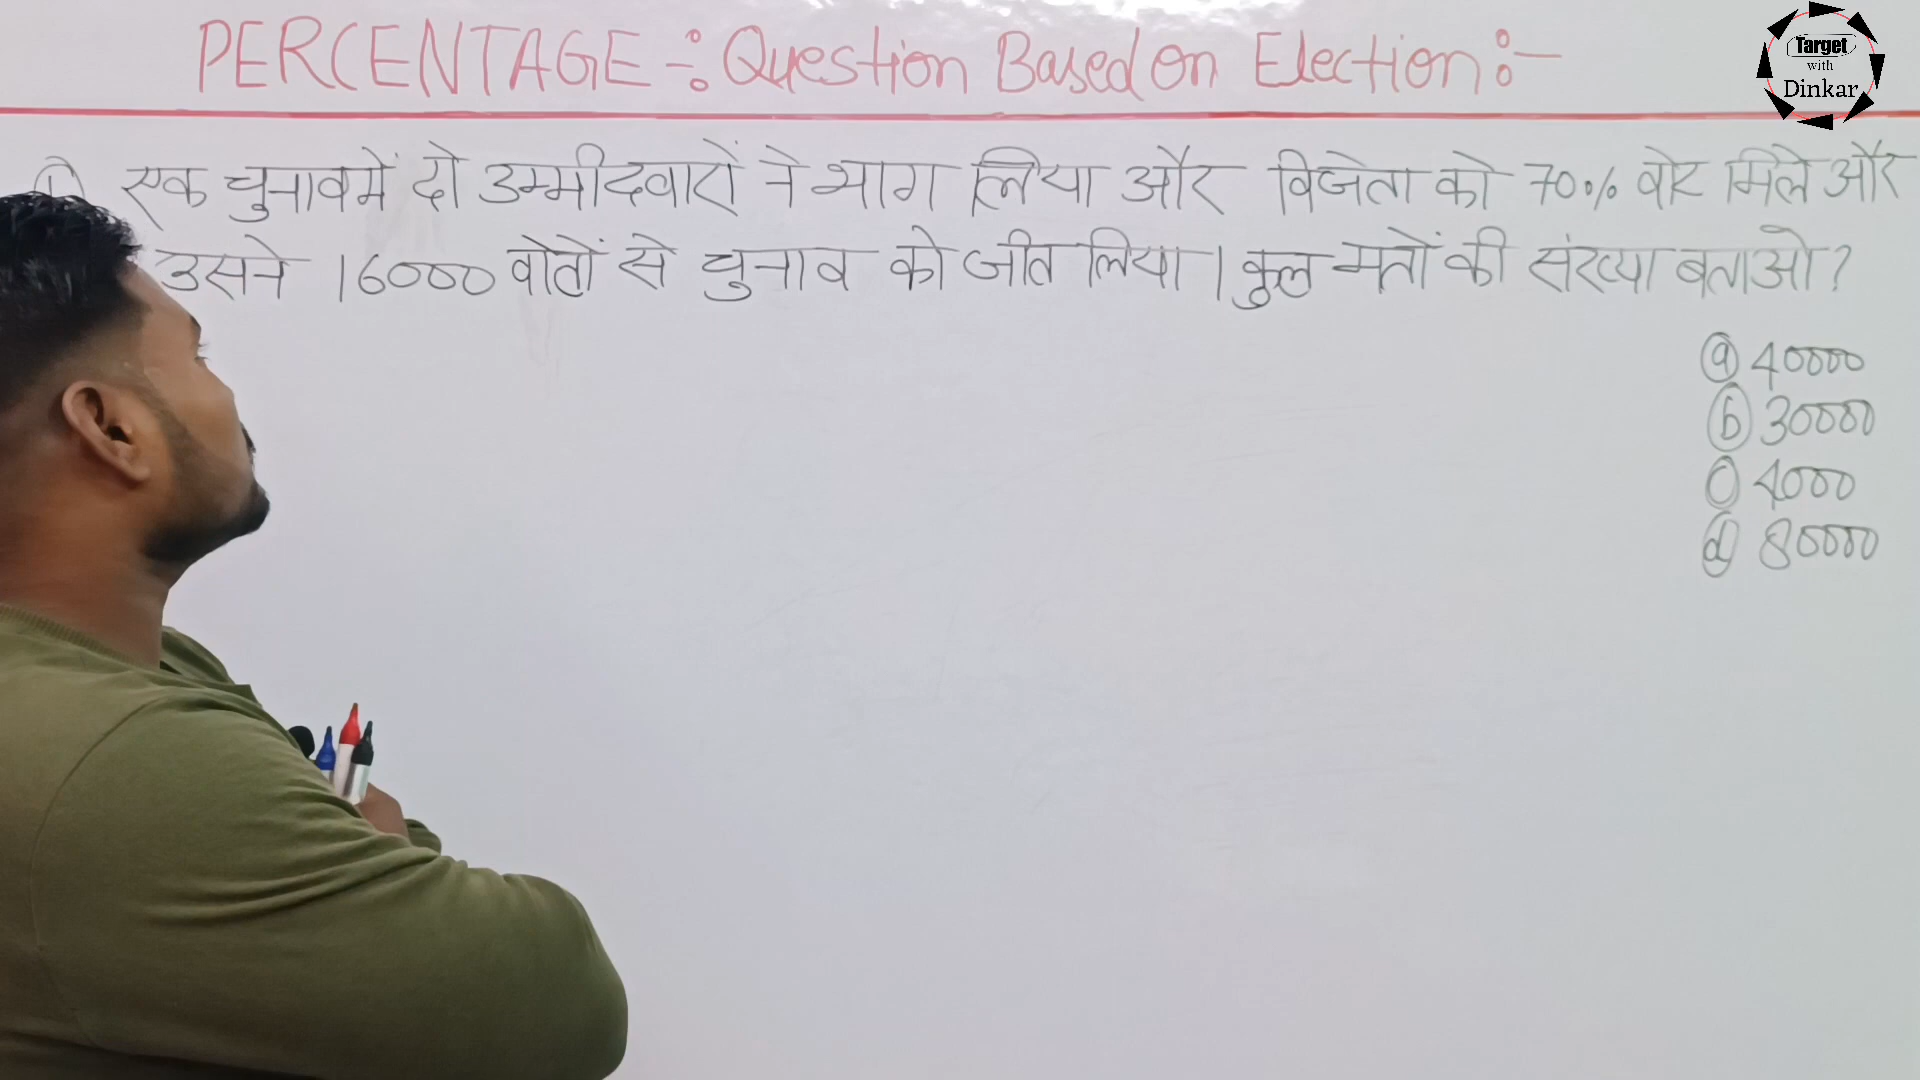 PERCENTAGE -: Question Based on Election :-
Target
with
Dinkar
① एक चुनाव में दो उम्मीदवारों ने भाग लिया और विजेता को 70% वोट मिले और
उसने 16000 वोतों से चुनाव को जीत लिया । कुल मतों की संख्या बताओ ?
ⓐ 40000
ⓑ 30000
ⓒ 4000
ⓓ 80000